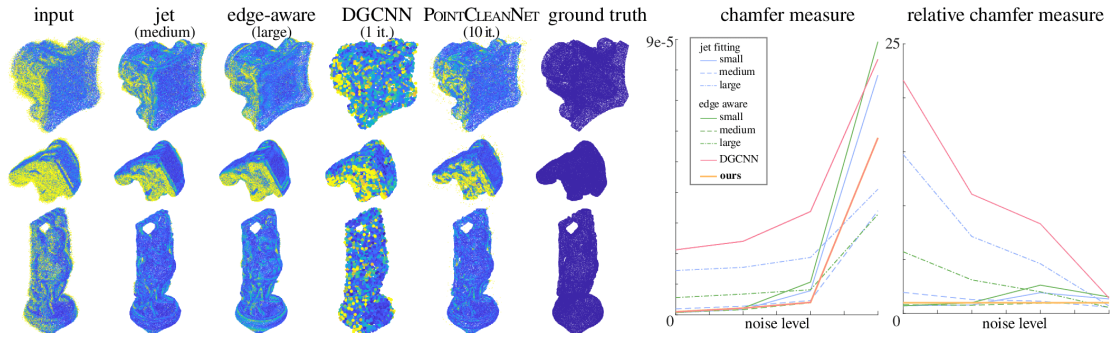 input
jet
(medium)
edge-aware
(large)
DGCNN
(1 it.)
POINTCLEANNET
(10 it.)
ground truth
chamfer measure
9e-5
jet fitting
small
medium
large
edge aware
small
medium
large
DGCNN
ours
0
noise level
relative chamfer measure
25
0
noise level